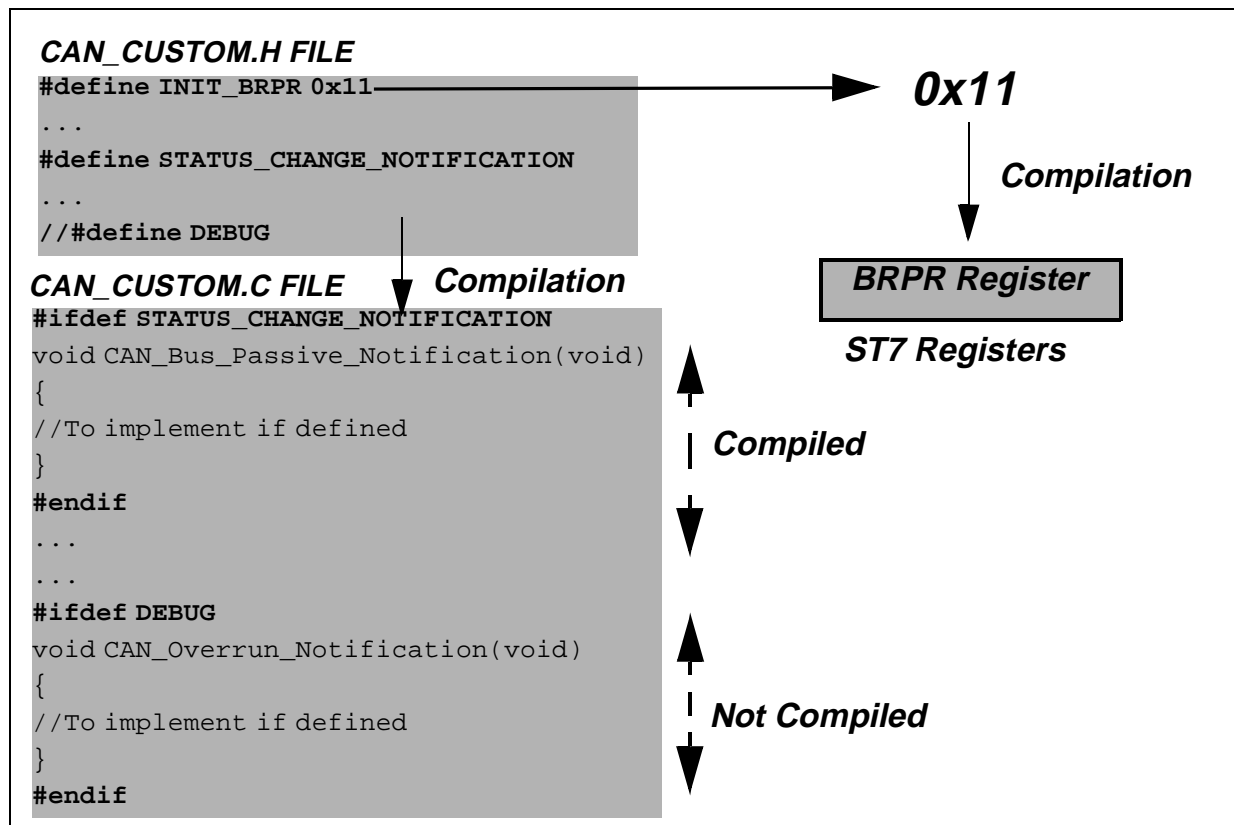 CAN_CUSTOM.H FILE
#define INIT_BRPR 0x11
...
#define STATUS_CHANGE_NOTIFICATION
...
//#define DEBUG
0x11
Compilation
BRPR Register
ST7 Registers
Compilation
CAN_CUSTOM.C FILE
#ifdef STATUS_CHANGE_NOTIFICATION
void CAN_Bus_Passive_Notification(void)
{
//To implement if defined
}
#endif
...
...
#ifdef DEBUG
void CAN_Overrun_Notification(void)
{
//To implement if defined
}
#endif
Compiled
Not Compiled